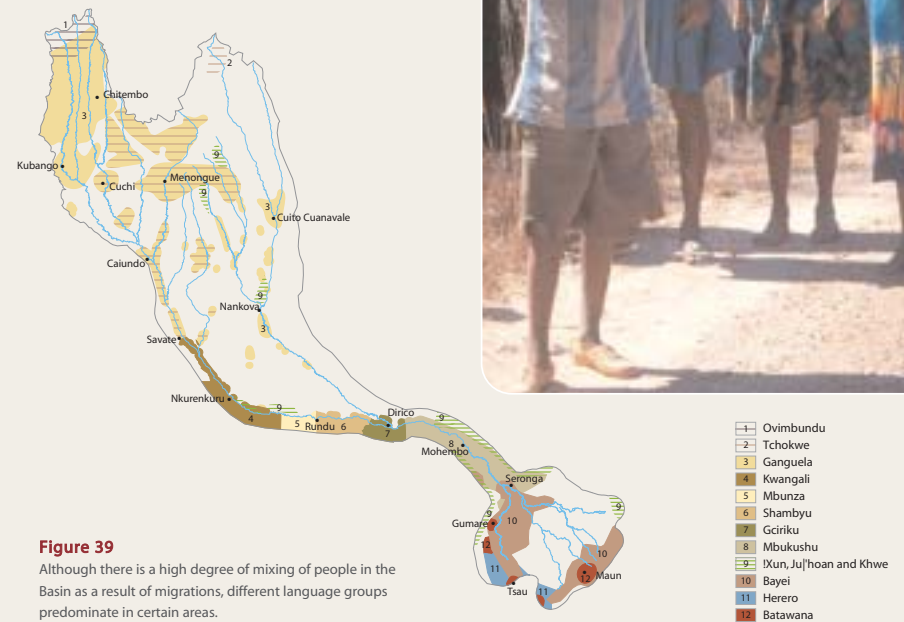 1
2
Chitembo
3
9
Kubango
Menongue
Cuchi
9
3
Cuito Cuanavale
Caiundo
9
Nankova
3
Savate
Nkurenkuru
9
4
5
Rundu
6
Dirico
7
9
8
Mohembo
Seronga
9
9
Gumare
10
12
10
11
12
Maun
Tsau
11
1 Ovimbundu
2 Tchokwe
3 Ganguela
4 Kwangali
5 Mbunza
6 Shambyu
7 Gciriku
8 Mbukushu
9 !Xun, Ju|'hoan and Khwe
10 Bayei
11 Herero
12 Batawana
Figure 39
Although there is a high degree of mixing of people in the
Basin as a result of migrations, different language groups
predominate in certain areas.